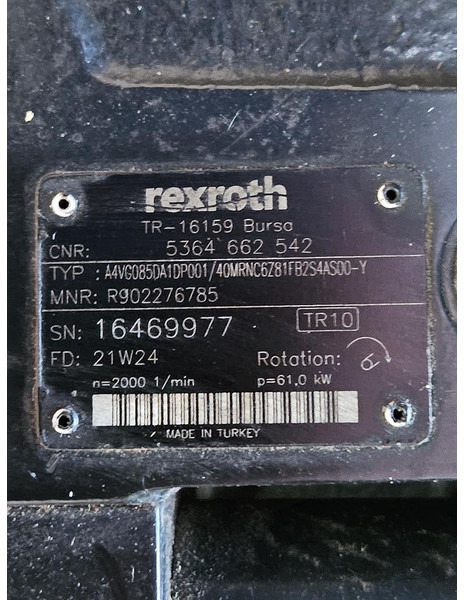 rexroth
TR-16159 Bursa
CNR: 5364 662 542
TYP : A4VG085DA1DP001/40MRNC6Z81FB2S4AS00-Y
MNR: R902276785
SN: 16469977 TR10
FD: 21W24 Rotation:
n=2000 1/min p=61,0 kW
MADE IN TURKEY